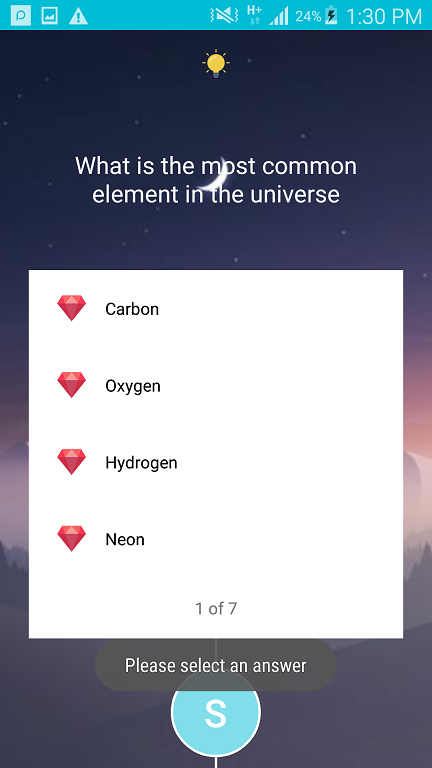 H+
24%
1:30 PM
What is the most common
element in the universe
Carbon
Oxygen
Hydrogen
Neon
1 of 7
Please select an answer
S